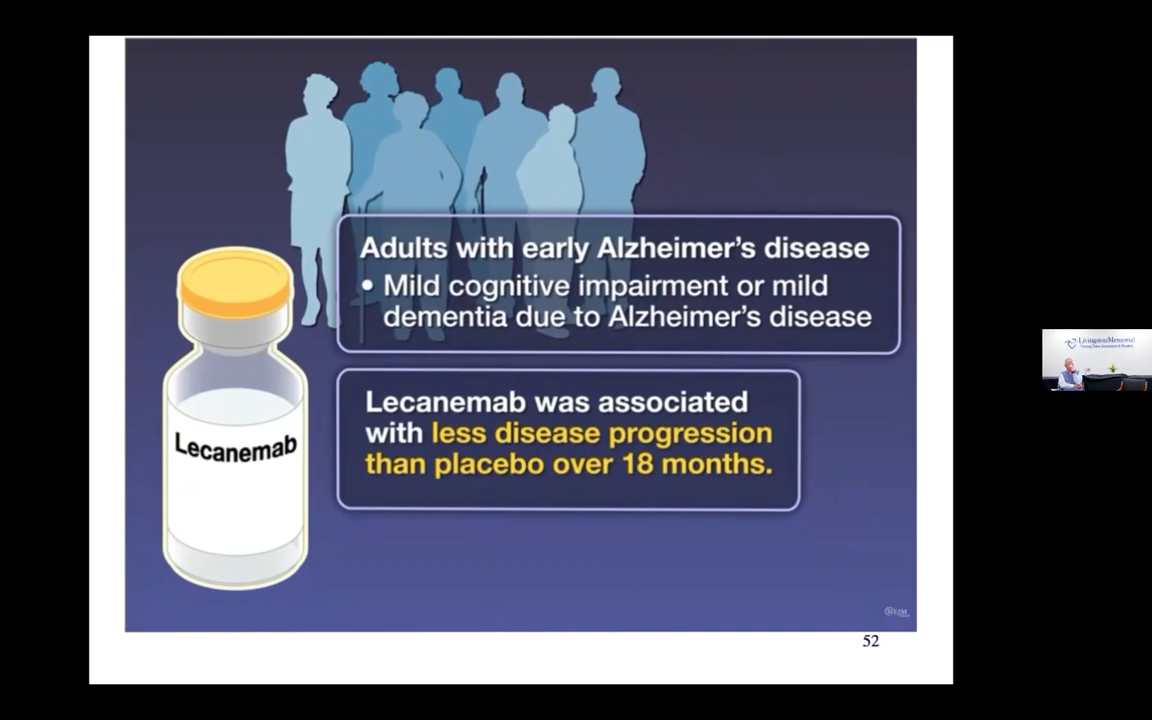 Adults with early Alzheimer's disease
• Mild cognitive impairment or mild
dementia due to Alzheimer's disease
Lecanemab was associated
with less disease progression
than placebo over 18 months.
Lecanemab
NEJM
52
LivingstonMemorial